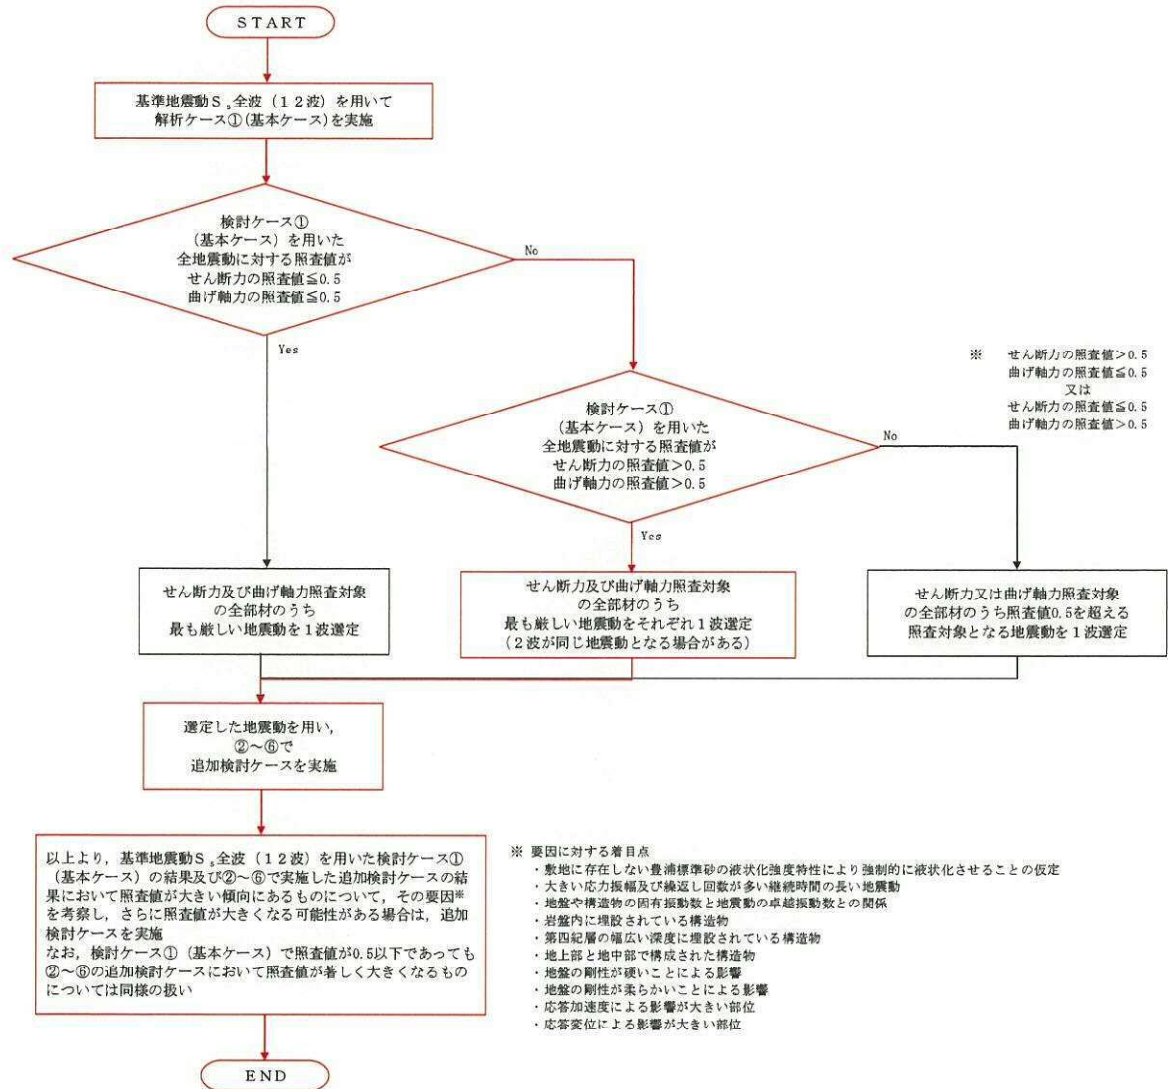 START
基準地震動Ss全波（12波）を用いて
解析ケース①(基本ケース)を実施
検討ケース①
（基本ケース）を用いた
全地震動に対する照査値が
せん断力の照査値≦0.5
曲げ軸力の照査値≦0.5
No
Yes
検討ケース①
（基本ケース）を用いた
全地震動に対する照査値が
せん断力の照査値＞0.5
曲げ軸力の照査値＞0.5
No
Yes
※ せん断力の照査値＞0.5
曲げ軸力の照査値≦0.5
又は
せん断力の照査値≦0.5
曲げ軸力の照査値＞0.5
せん断力及び曲げ軸力照査対象
の全部材のうち
最も厳しい地震動を１波選定
せん断力及び曲げ軸力照査対象
の全部材のうち
最も厳しい地震動をそれぞれ１波選定
（２波が同じ地震動となる場合がある）
せん断力又は曲げ軸力照査対象
の全部材のうち照査値0.5を超える
照査対象となる地震動を１波選定
選定した地震動を用い，
②～⑥で
追加検討ケースを実施
以上より，基準地震動Ss全波（12波）を用いた検討ケース①
（基本ケース）の結果及び②～⑥で実施した追加検討ケースの結
果において照査値が大きい傾向にあるものについて，その要因※
を考察し，さらに照査値が大きくなる可能性がある場合は，追加
検討ケースを実施
なお，検討ケース①（基本ケース）で照査値が0.5以下であっても
②～⑥の追加検討ケースにおいて照査値が著しく大きくなるもの
については同様の扱い
※ 要因に対する着目点
・敷地に存在しない豊浦標準砂の液状化強度特性により強制的に液状化させることの仮定
・大きい応力振幅及び繰返し回数が多い継続時間の長い地震動
・地盤や構造物の固有振動数と地震動の卓越振動数との関係
・岩盤内に埋設されている構造物
・第四紀層の幅広い深度に埋設されている構造物
・地上部と地中部で構成された構造物
・地盤の剛性が硬いことによる影響
・地盤の剛性が柔らかいことによる影響
・応答加速度による影響が大きい部位
・応答変位による影響が大きい部位
END